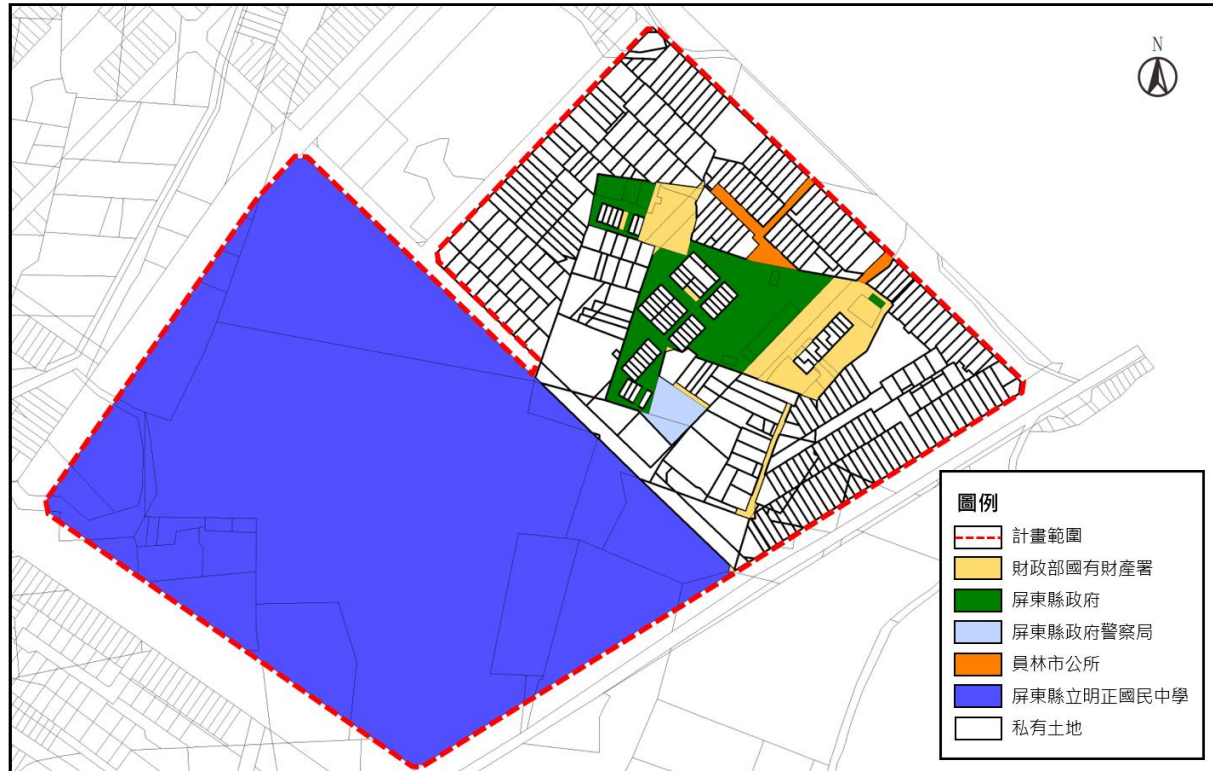 N
圖例
計畫範圍
財政部國有財產署
屏東縣政府
屏東縣政府警察局
員林市公所
屏東縣立明正國民中學
私有土地